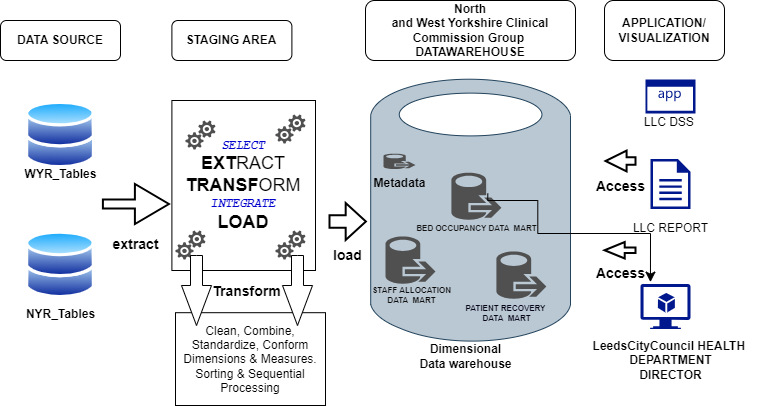 DATA SOURCE
STAGING AREA
North
and West Yorkshire Clinical
Commission Group
DATAWAREHOUSE
APPLICATION/
VISUALIZATION
WYR_Tables
NYR_Tables
extract
SELECT
EXTRACT
TRANSFORM
INTEGRATE
LOAD
Transform
Clean, Combine,
Standardize, Conform
Dimensions & Measures.
Sorting & Sequential
Processing
load
Metadata
BED OCCUPANCY DATA MART
STAFF ALLOCATION
DATA MART
PATIENT RECOVERY
DATA MART
Dimensional
Data warehouse
app
LLC DSS
Access
LLC REPORT
Access
LeedsCityCouncil HEALTH
DEPARTMENT
DIRECTOR